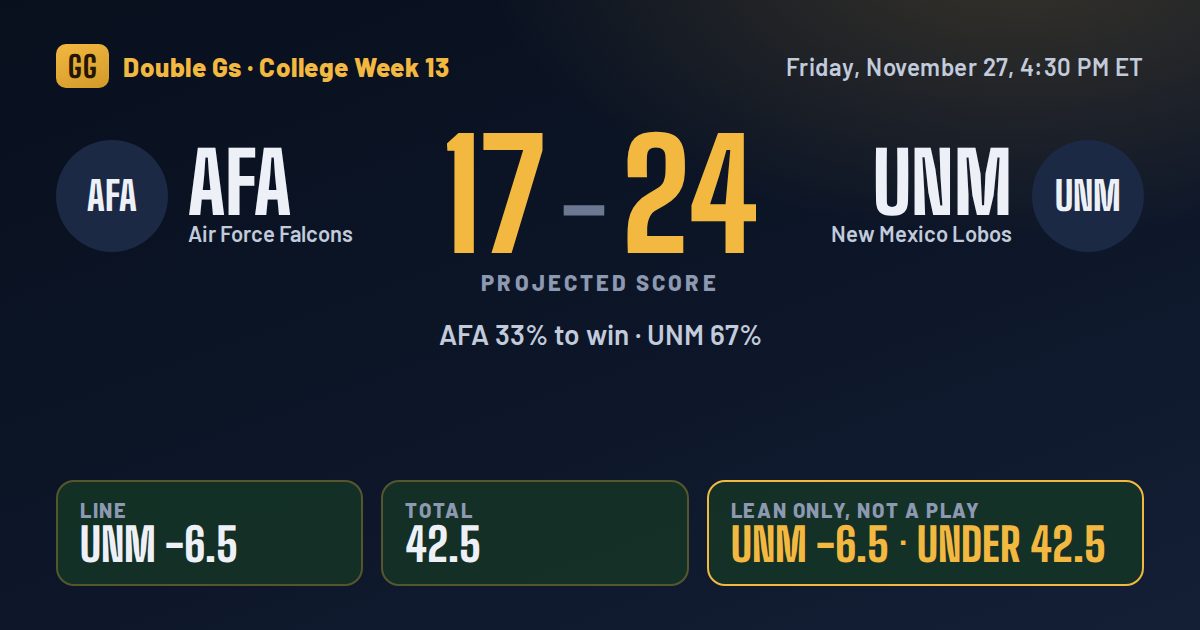 GG Double Gs · College Week 13
Friday, November 27, 4:30 PM ET
AFA
AFA
Air Force Falcons
17 – 24
PROJECTED SCORE
AFA 33% to win · UNM 67%
UNM
New Mexico Lobos
UNM
LINE
UNM −6.5
TOTAL
42.5
LEAN ONLY, NOT A PLAY
UNM −6.5 · UNDER 42.5